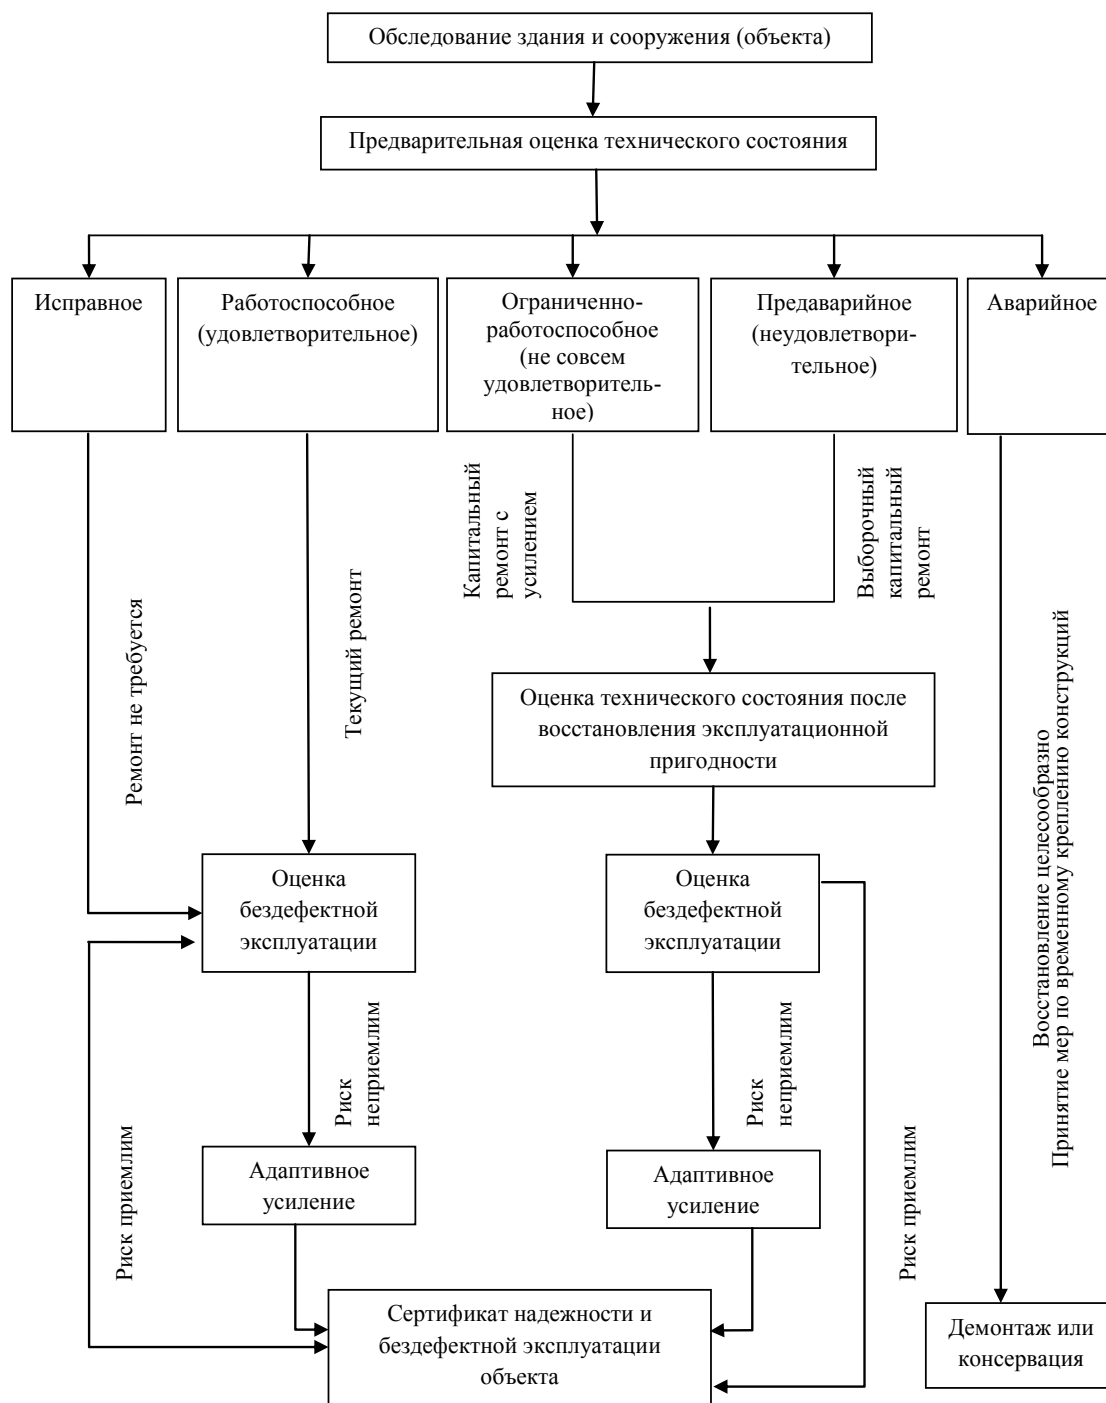 Обследование здания и сооружения (объекта)
Предварительная оценка технического состояния
Исправное
Работоспособное
(удовлетворительное)
Ограниченно-
работоспособное
(не совсем
удовлетворитель-
ное)
Предаварийное
(неудовлетвори-
тельное)
Аварийное
Ремонт не требуется
Текущий ремонт
Капитальный
ремонт с
усилением
Выборочный
капитальный
ремонт
Восстановление целесообразно
Принятие мер по временному креплению конструкций
Оценка технического состояния после
восстановления эксплуатационной
пригодности
Оценка
бездефектной
эксплуатации
Оценка
бездефектной
эксплуатации
Риск
неприемлим
Риск
неприемлим
Риск приемлим
Риск приемлим
Адаптивное
усиление
Адаптивное
усиление
Сертификат надежности и
бездефектной эксплуатации
объекта
Демонтаж или
консервация